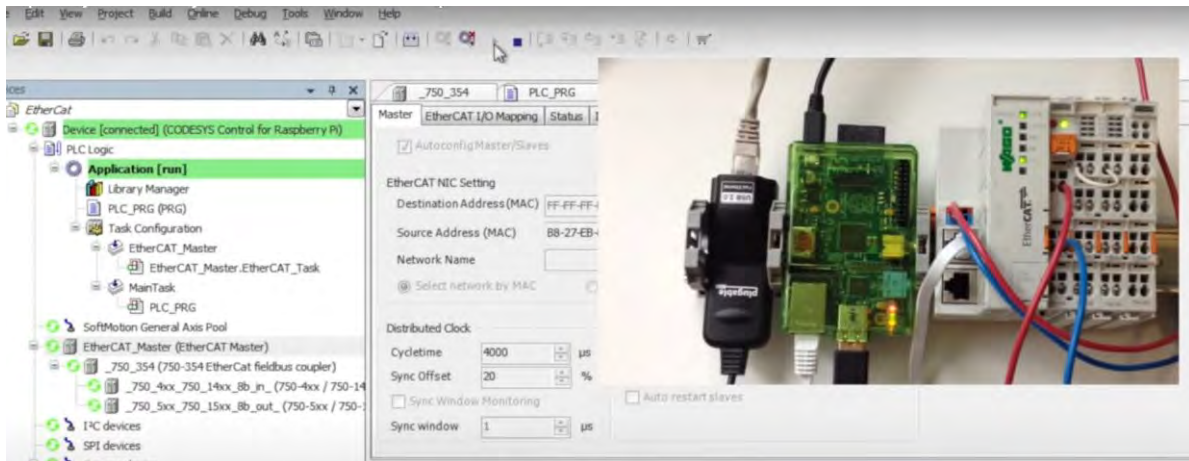 Edit View Project Build Online Debug Tools Window Help
EtherCat
Device [connected] (CODESYS Control for Raspberry Pi)
PLC Logic
Application [run]
Library Manager
PLC_PRG (PRG)
Task Configuration
EtherCAT_Master
EtherCAT_Master.EtherCAT_Task
MainTask
PLC_PRG
SoftMotion General Axis Pool
EtherCAT_Master (EtherCAT Master)
_750_354 (750-354 EtherCat fieldbus coupler)
_750_4xx_750_14xx_8b_in_ (750-4xx / 750-14
_750_5xx_750_15xx_8b_out_ (750-5xx / 750-
I²C devices
SPI devices
_750_354 PLC_PRG
Master EtherCAT I/O Mapping Status
Autoconfig Master/Slaves
EtherCAT NIC Setting
Destination Address (MAC) FF-FF-FF-
Source Address (MAC) B8-27-EB-
Network Name
Select network by MAC
Distributed Clock
Cycletime 4000 µs
Sync Offset 20 %
Sync Window Monitoring
Sync window 1 µs
Auto restart slaves
USB 2.0
plugable
WAGO
EtherCAT